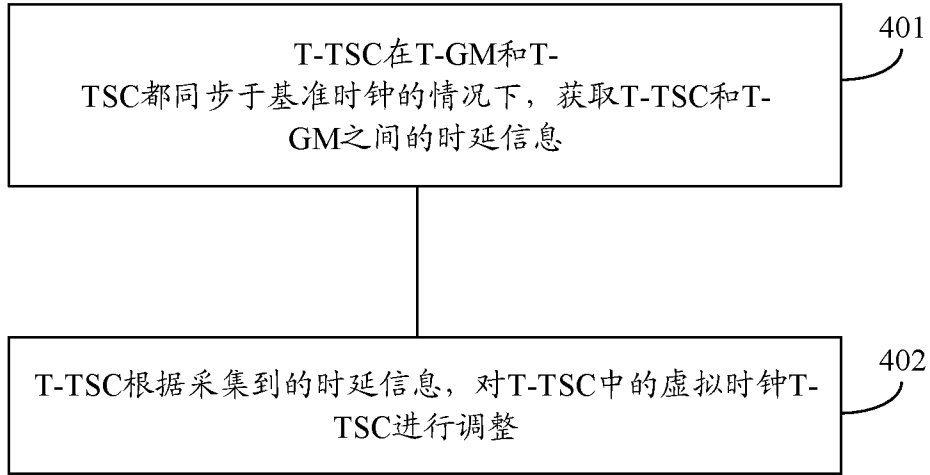 401
T-TSC在T-GM和T-
TSC都同步于基准时钟的情况下，获取T-TSC和T-
GM之间的时延信息
402
T-TSC根据采集到的时延信息，对T-TSC中的虚拟时钟T-
TSC进行调整